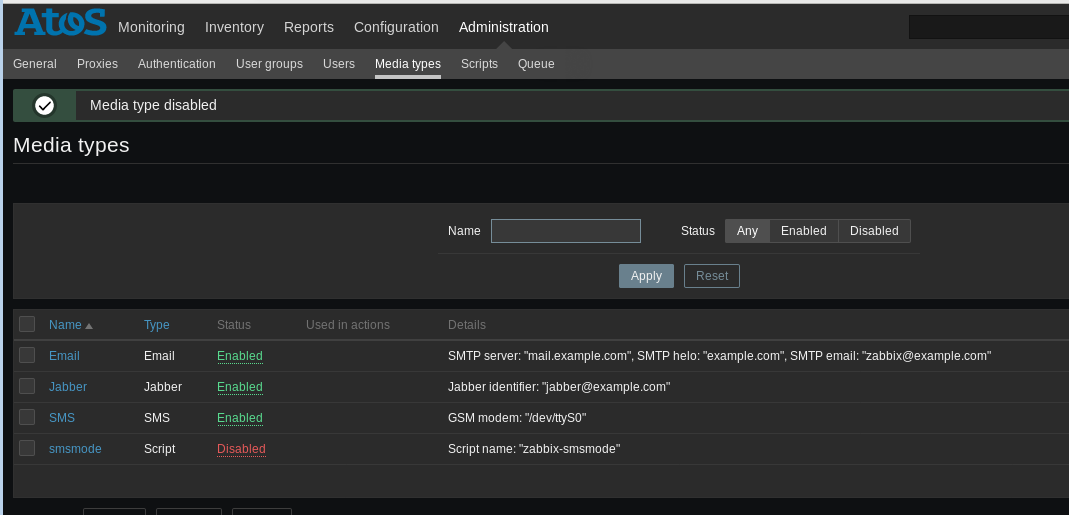 Atos Monitoring Inventory Reports Configuration Administration
General Proxies Authentication User groups Users Media types Scripts Queue
Media type disabled
Media types
Name Status Any Enabled Disabled
Apply Reset
Name Type Status Used in actions Details
Email Email Enabled SMTP server: "mail.example.com", SMTP helo: "example.com", SMTP email: "zabbix@example.com"
Jabber Jabber Enabled Jabber identifier: "jabber@example.com"
SMS SMS Enabled GSM modem: "/dev/ttyS0"
smsmode Script Disabled Script name: "zabbix-smsmode"